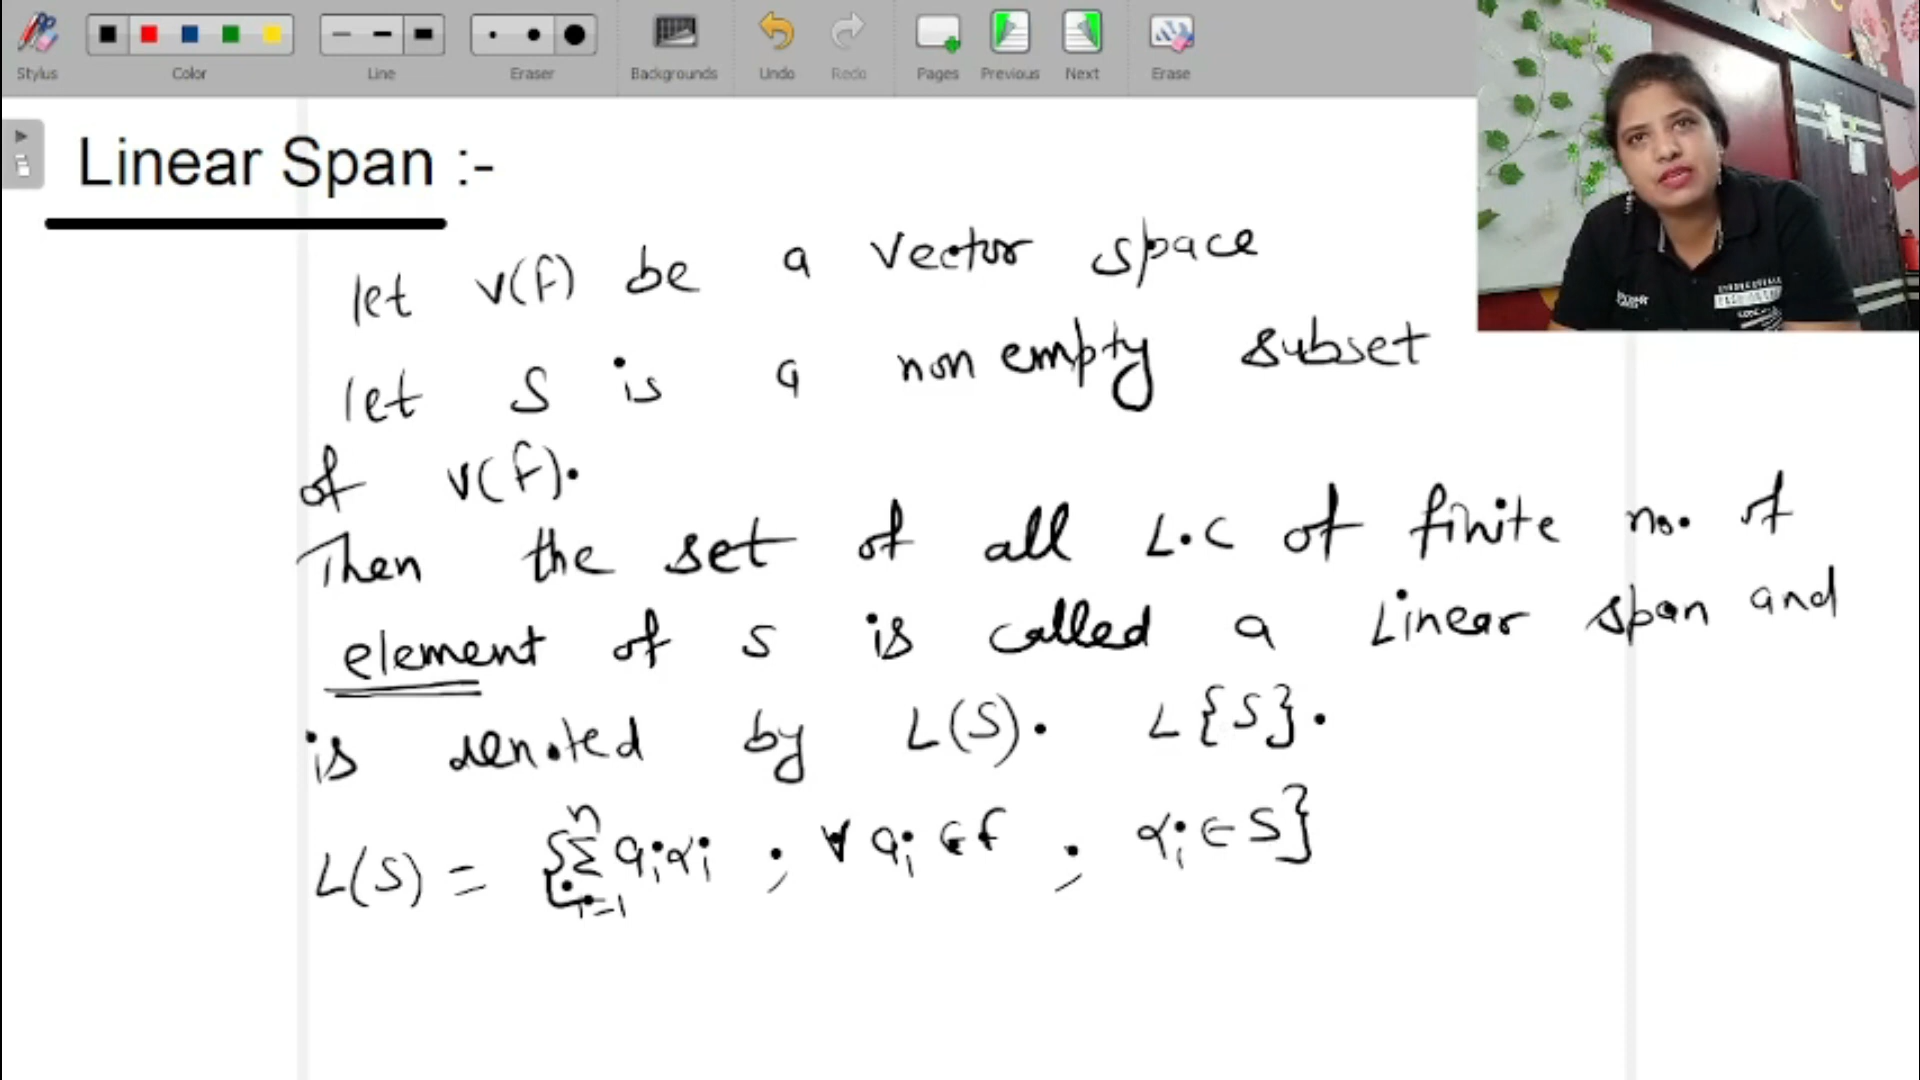 Stylus Color Line Eraser Backgrounds Undo Redo Pages Previous Next Erase
Linear Span :-
let V(F) be a vector space
let S is a non empty subset
of V(F).
Then the set of all L.C of finite no. of
element of S is called a Linear span and
is denoted by L(S). L{S}.
L(S) = {∑ⁿᵢ₌₁ aᵢαᵢ ; ∀ aᵢ ∈ F ; αᵢ ∈ S}